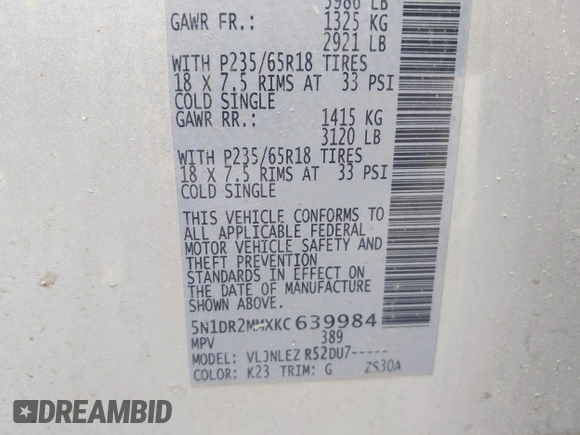 5986 LB
GAWR FR.: 1325 KG
2921 LB
WITH P235/65R18 TIRES
18 X 7.5 RIMS AT 33 PSI
COLD SINGLE
GAWR RR.: 1415 KG
3120 LB
WITH P235/65R18 TIRES
18 X 7.5 RIMS AT 33 PSI
COLD SINGLE
THIS VEHICLE CONFORMS TO
ALL APPLICABLE FEDERAL
MOTOR VEHICLE SAFETY AND
THEFT PREVENTION
STANDARDS IN EFFECT ON
THE DATE OF MANUFACTURE
SHOWN ABOVE.
5N1DR2MMXKC639984
MPV 389
MODEL: VLJNLEZ R52DU7-----
COLOR: K23 TRIM: G ZS30A
DREAMBID